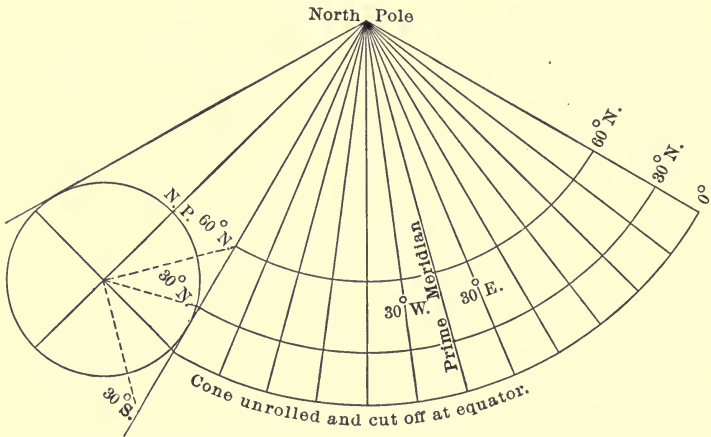 North Pole
60° N.
30° N.
0°
N. P.
60° N.
30° N.
30° S.
30° W.
Prime Meridian
30° E.
Cone unrolled and cut off at equator.